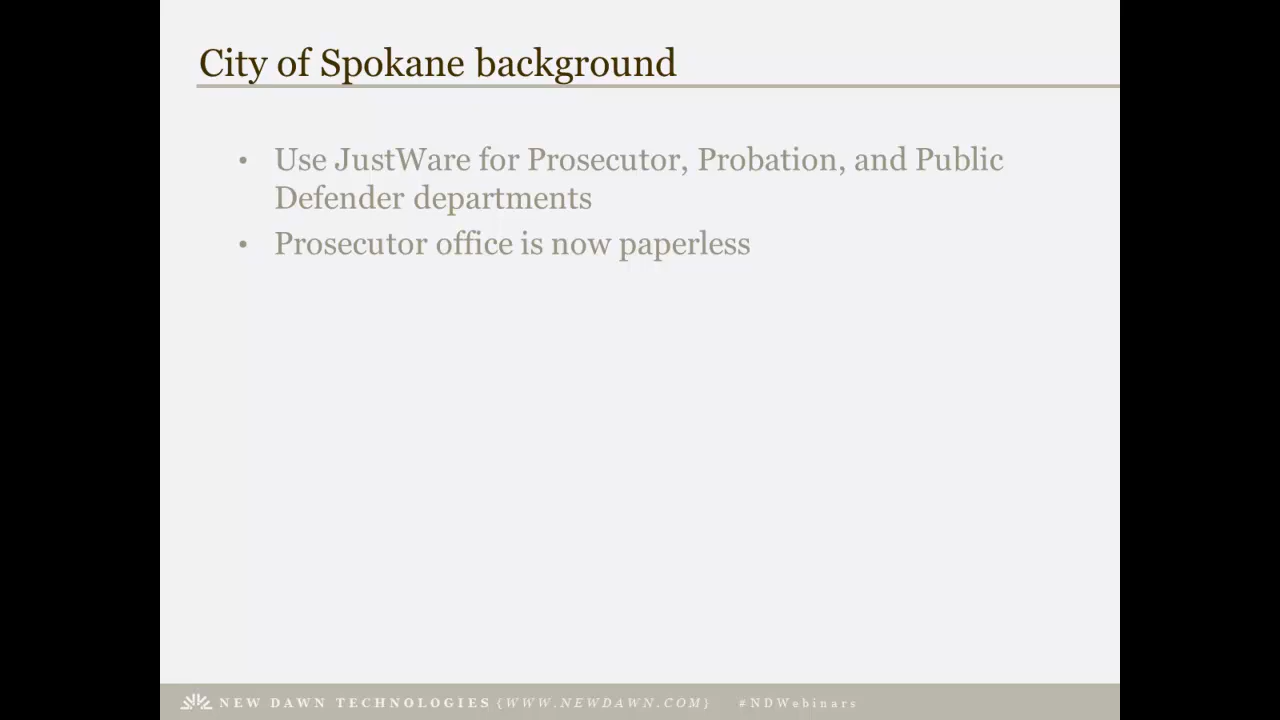 City of Spokane background
• Use JustWare for Prosecutor, Probation, and Public
Defender departments
• Prosecutor office is now paperless
NEW DAWN TECHNOLOGIES {WWW.NEWDAWN.COM} #NDWebinars